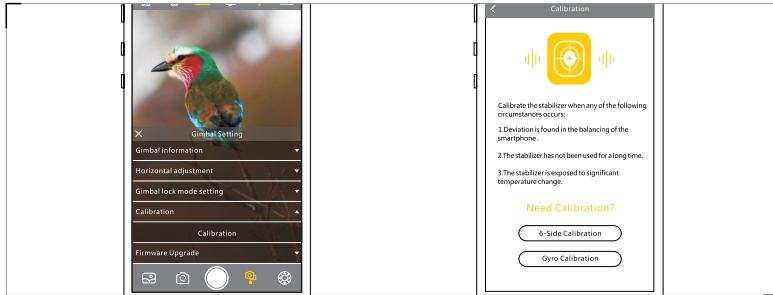 Gimbal Setting
Gimbal information
Horizontal adjustment
Gimbal lock mode setting
Calibration
Calibration
Firmware Upgrade
Calibration
Calibrate the stabilizer when any of the following
circumstances occurs:
1.Deviation is found in the balancing of the
smartphone .
2.The stabilizer has not been used for a long time.
3.The stabilizer is exposed to significant
temperature change.
Need Calibration?
6-Side Calibration
Gyro Calibration